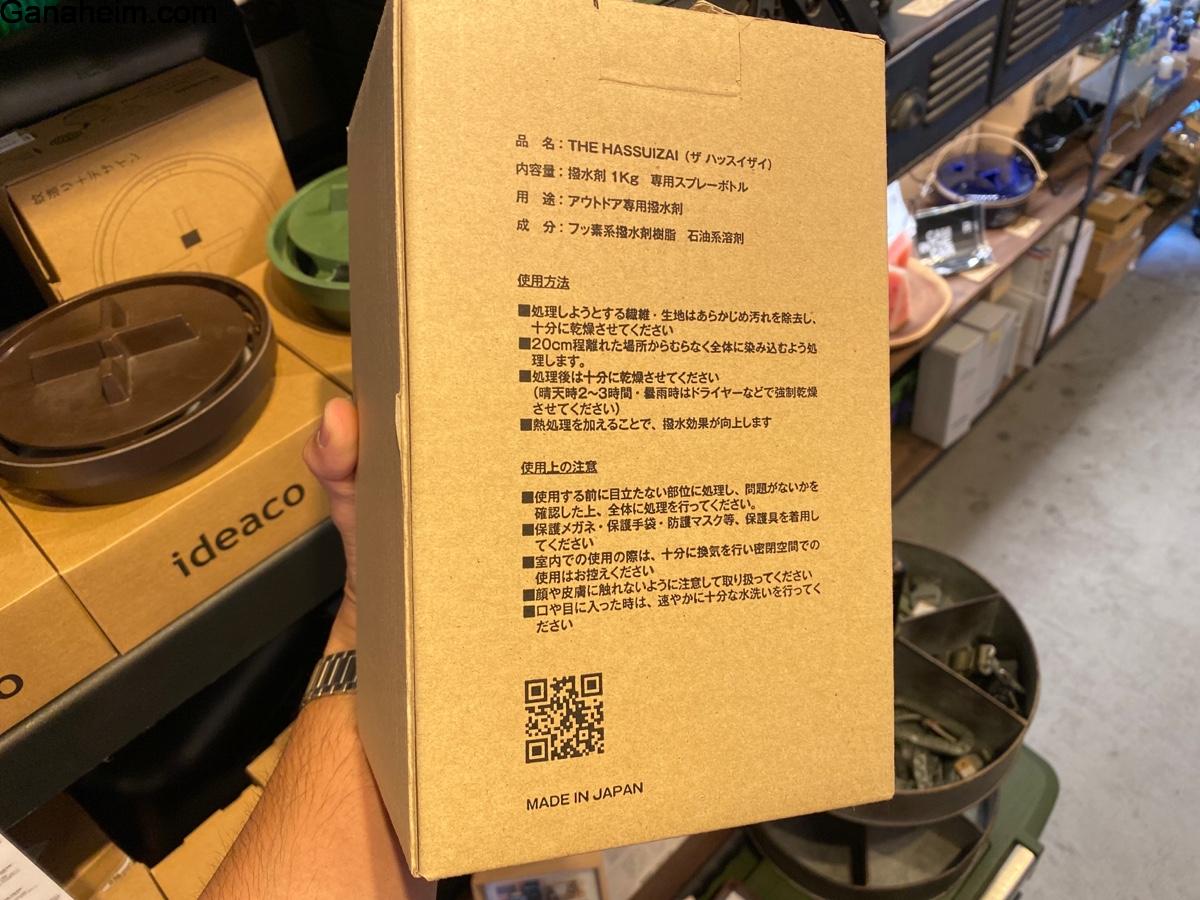 Ganaheim.com
品　名：THE HASSUIZAI（ザ ハッスイザイ）
内容量：撥水剤 1Kg　専用スプレーボトル
用　途：アウトドア専用撥水剤
成　分：フッ素系撥水剤樹脂　石油系溶剤
使用方法
■処理しようとする繊維・生地はあらかじめ汚れを除去し、
十分に乾燥させてください
■20cm程離れた場所からむらなく全体に染み込むよう処
理します。
■処理後は十分に乾燥させてください
（晴天時2〜3時間・曇雨時はドライヤーなどで強制乾燥
させてください）
■熱処理を加えることで、撥水効果が向上します
使用上の注意
■使用する前に目立たない部位に処理し、問題がないかを
確認した上、全体に処理を行ってください。
■保護メガネ・保護手袋・防護マスク等、保護具を着用し
てください
■室内での使用の際は、十分に換気を行い密閉空間での
使用はお控えください
■顔や皮膚に触れないように注意して取り扱ってください
■口や目に入った時は、速やかに十分な水洗いを行ってく
ださい
MADE IN JAPAN
蚊遣り＋デザイン
ideaco